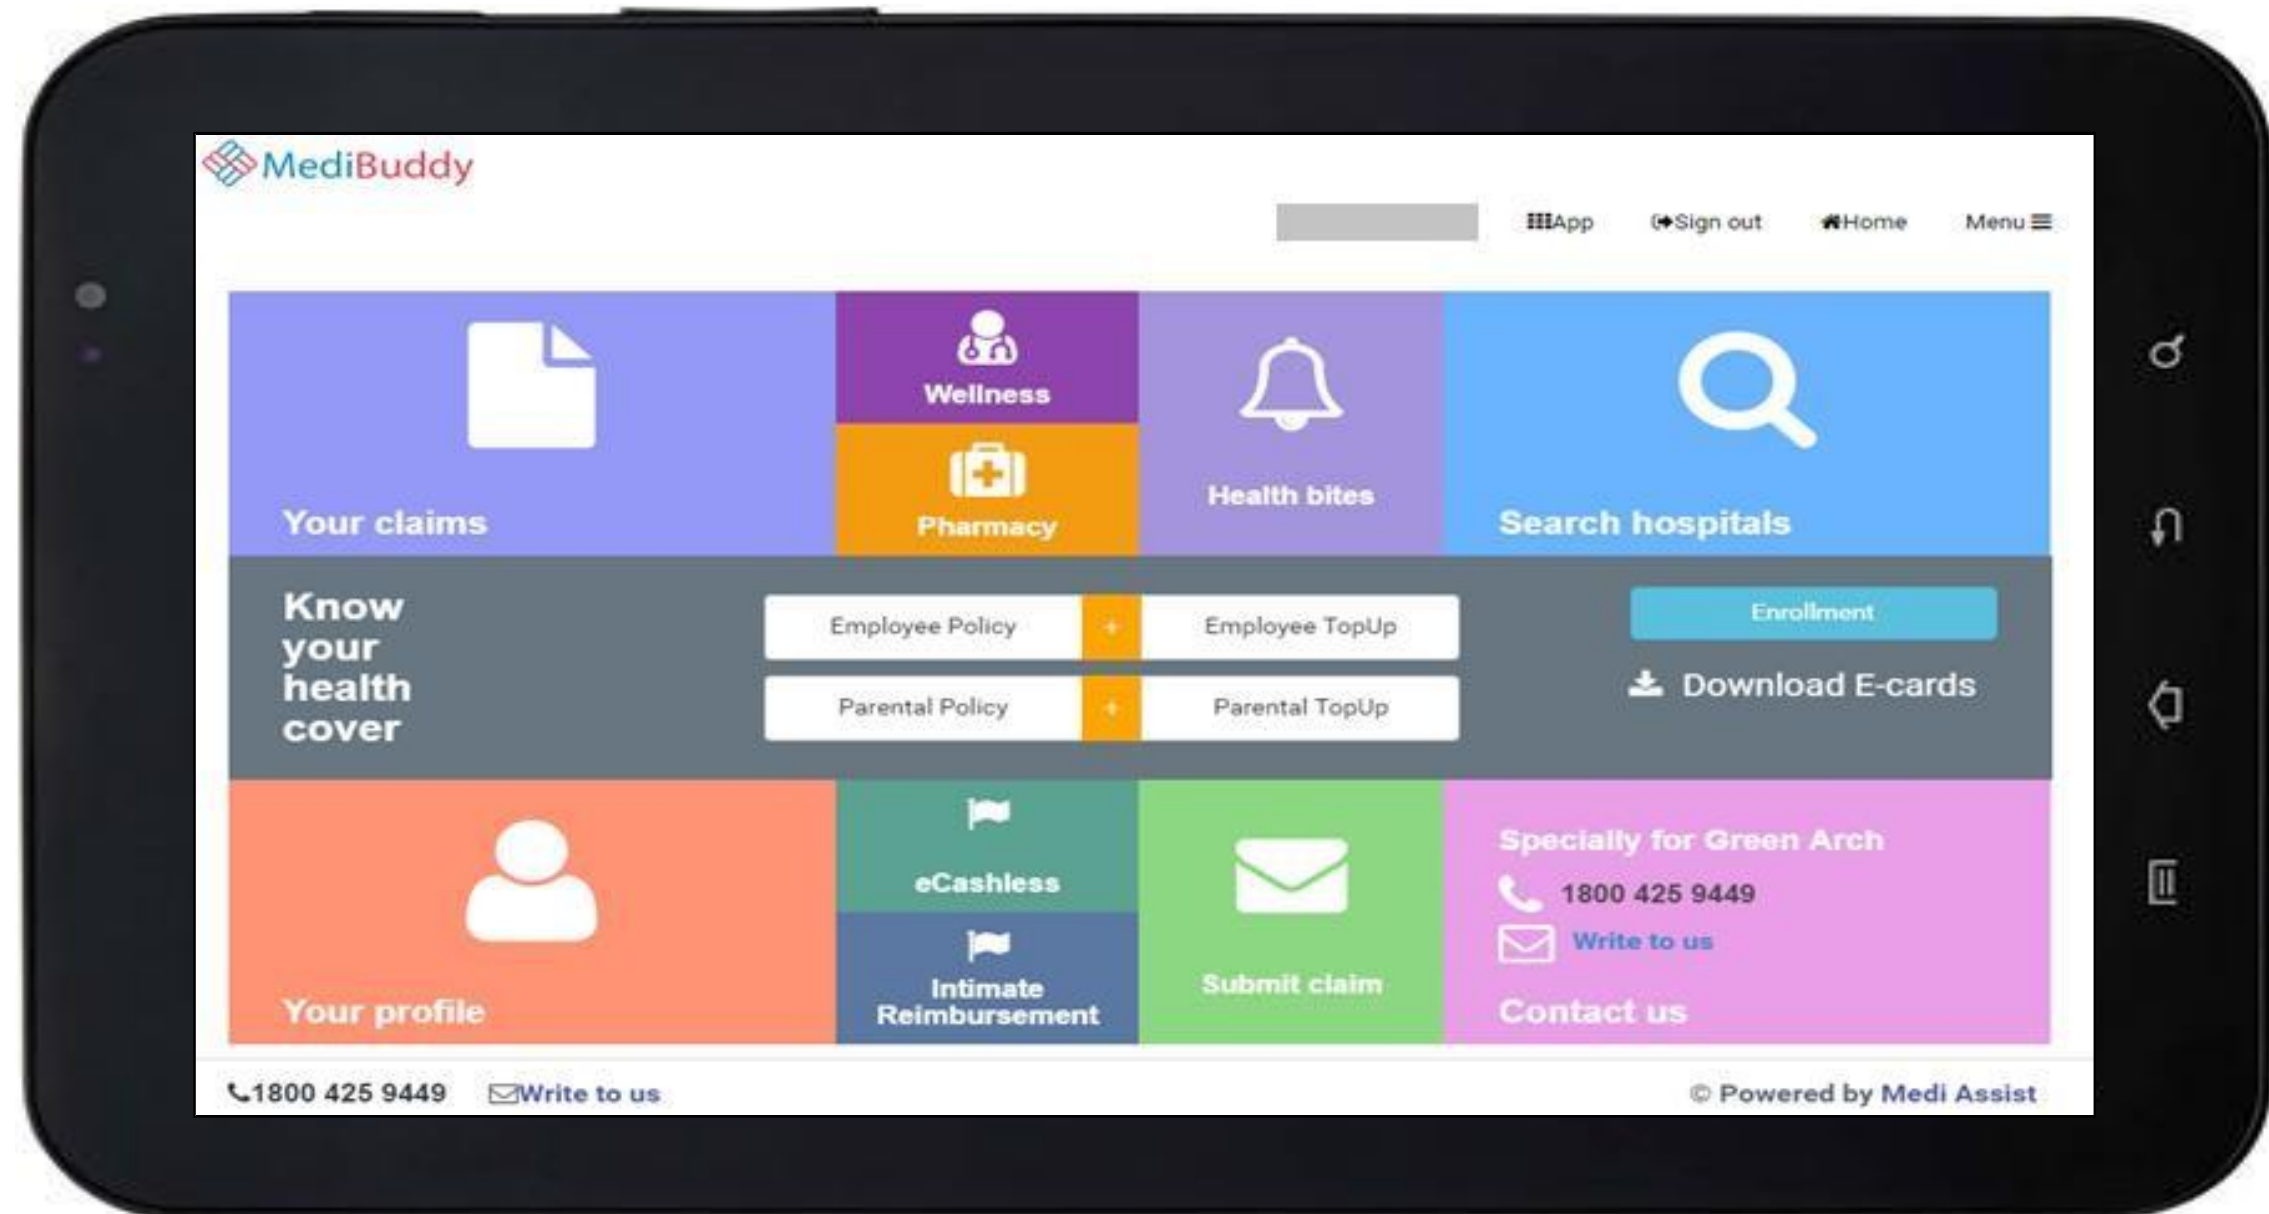 MediBuddy
App Sign out Home Menu
Your claims
Wellness
Pharmacy
Health bites
Search hospitals
Know
your
health
cover
Employee Policy + Employee TopUp
Parental Policy + Parental TopUp
Enrollment
Download E-cards
Your profile
eCashless
Intimate
Reimbursement
Submit claim
Specially for Green Arch
1800 425 9449
Write to us
Contact us
1800 425 9449 Write to us
© Powered by Medi Assist